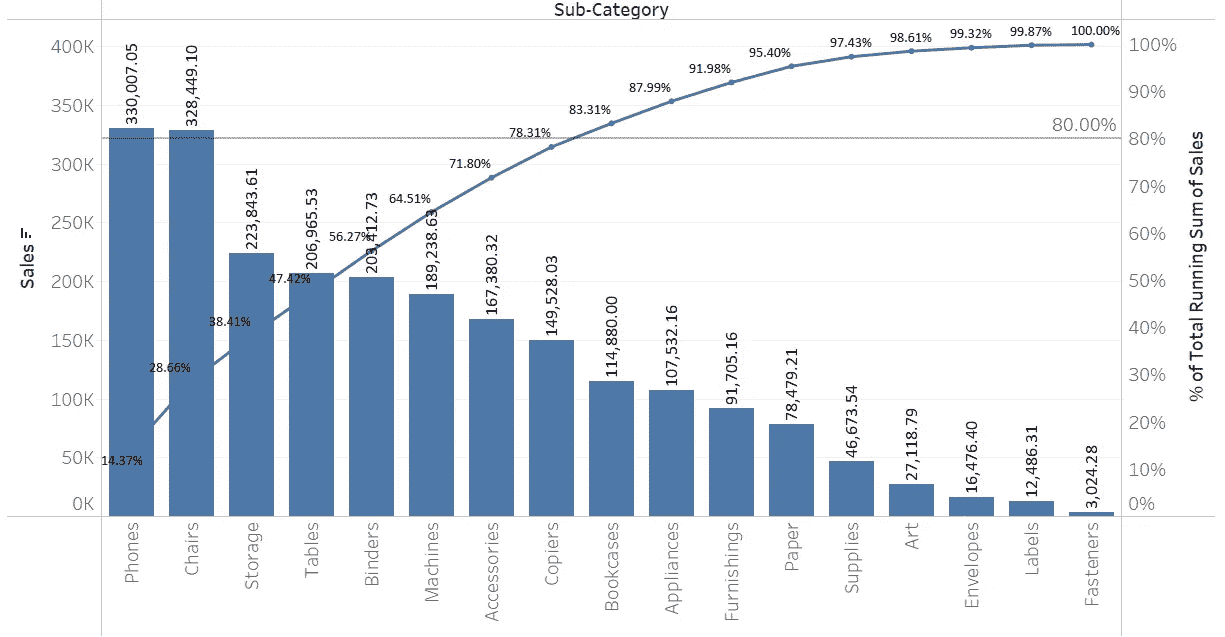 Sub-Category
400K
350K
300K
250K
200K
150K
100K
50K
0K
Sales
330,007.05
328,449.10
223,843.61
206,965.53
203,412.73
189,238.63
167,380.32
149,528.03
114,880.00
107,532.16
91,705.16
78,479.21
46,673.54
27,118.79
16,476.40
12,486.31
3,024.28
14.37%
28.66%
38.41%
47.42%
56.27%
64.51%
71.80%
78.31%
83.31%
87.99%
91.98%
95.40%
97.43%
98.61%
99.32%
99.87%
100.00%
80.00%
100%
90%
80%
70%
60%
50%
40%
30%
20%
10%
0%
% of Total Running Sum of Sales
Phones
Chairs
Storage
Tables
Binders
Machines
Accessories
Copiers
Bookcases
Appliances
Furnishings
Paper
Supplies
Art
Envelopes
Labels
Fasteners